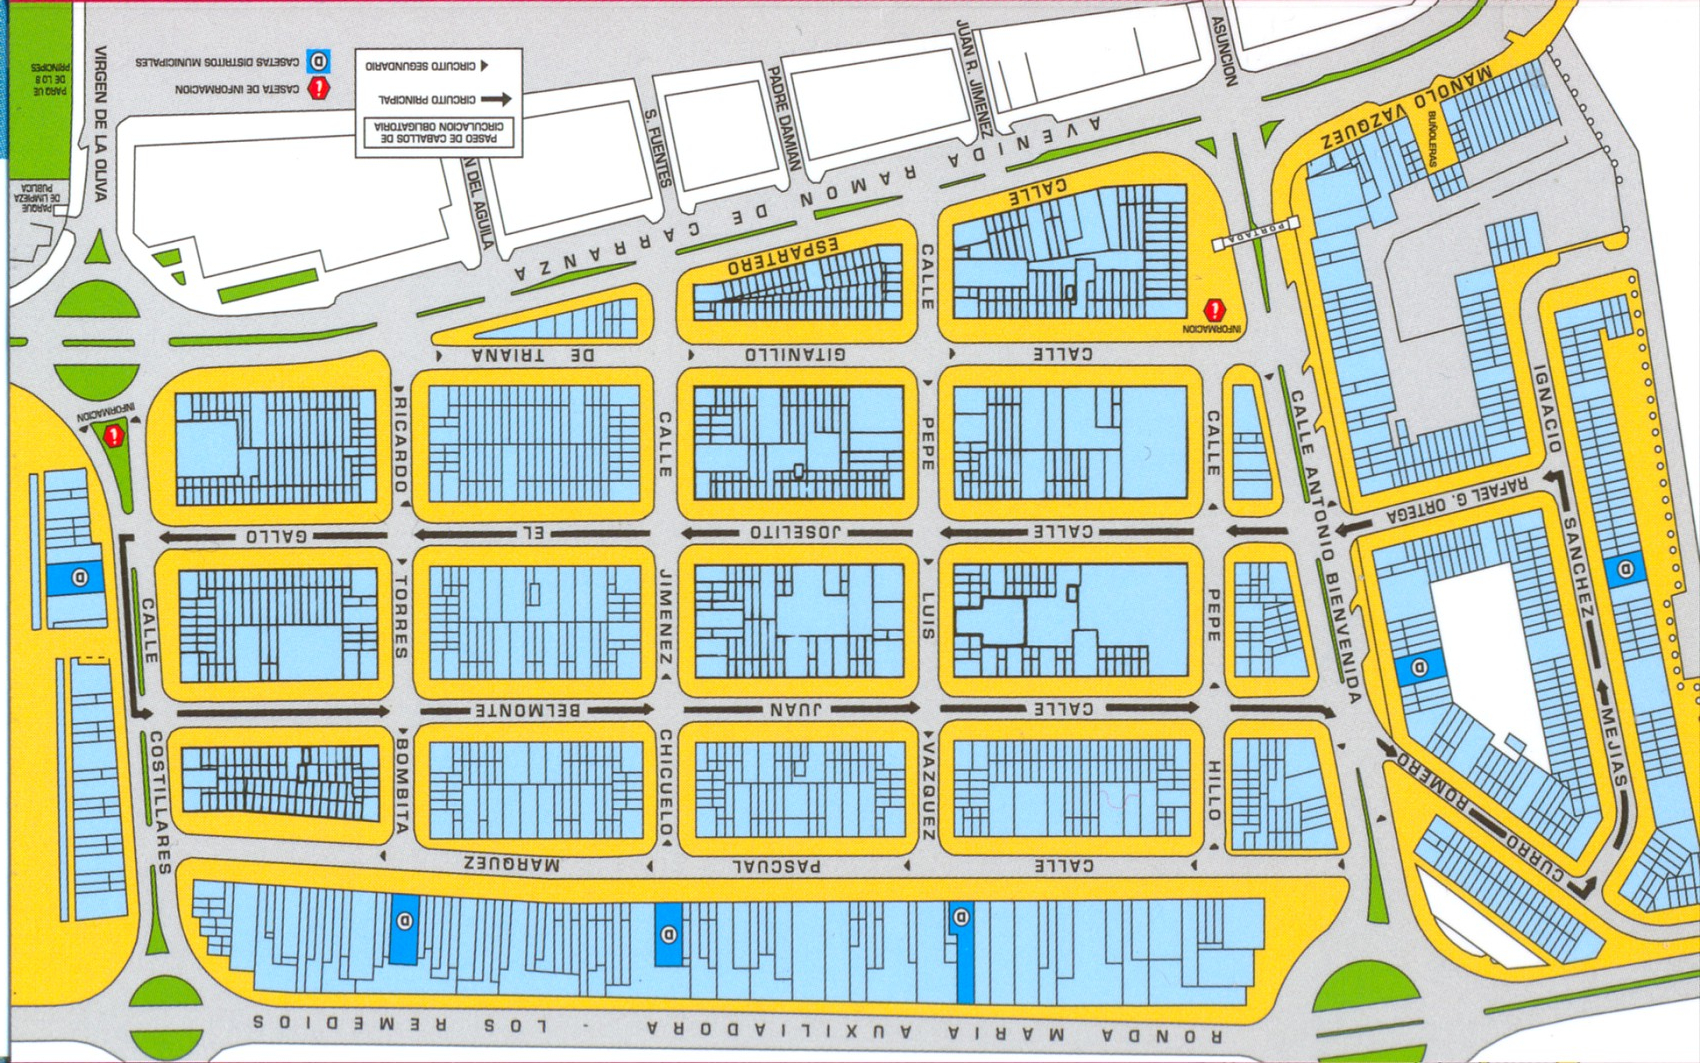 PARQUE
DE LOS
PRINCIPES
VIRGEN DE LA OLIVA
CASETAS DISTRITOS MUNICIPALES
D
CASETA DE INFORMACION
i
CIRCUITO SEGUNDARIO
CIRCUITO PRINCIPAL
PASEO DE CABALLOS DE
CIRCULACION OBLIGATORIA
PARQUE
DE LIMPIEZA
PUBLICA
N DEL AGUILA
S. FUENTES
PADRE DAMIAN
JUAN R. JIMENEZ
ASUNCION
AVENIDA RAMON DE CARRANZA
MANOLO VAZQUEZ
BUÑOLERAS
PORTADA
CALLE ESPARTERO
INFORMACION
i
CALLE GITANILLO DE TRIANA
INFORMACION
i
CALLE JOSELITO EL GALLO
CALLE JUAN BELMONTE
CALLE PASCUAL MARQUEZ
CALLE COSTILLARES
RICARDO TORRES BOMBITA
CALLE JIMENEZ CHICUELO
CALLE PEPE LUIS VAZQUEZ
CALLE PEPE HILLO
CALLE ANTONIO BIENVENIDA
RAFAEL G. ORTEGA
IGNACIO SANCHEZ MEJIAS
CURRO ROMERO
D
D
D
D
D
D
RONDA MARIA AUXILIADORA - LOS REMEDIOS